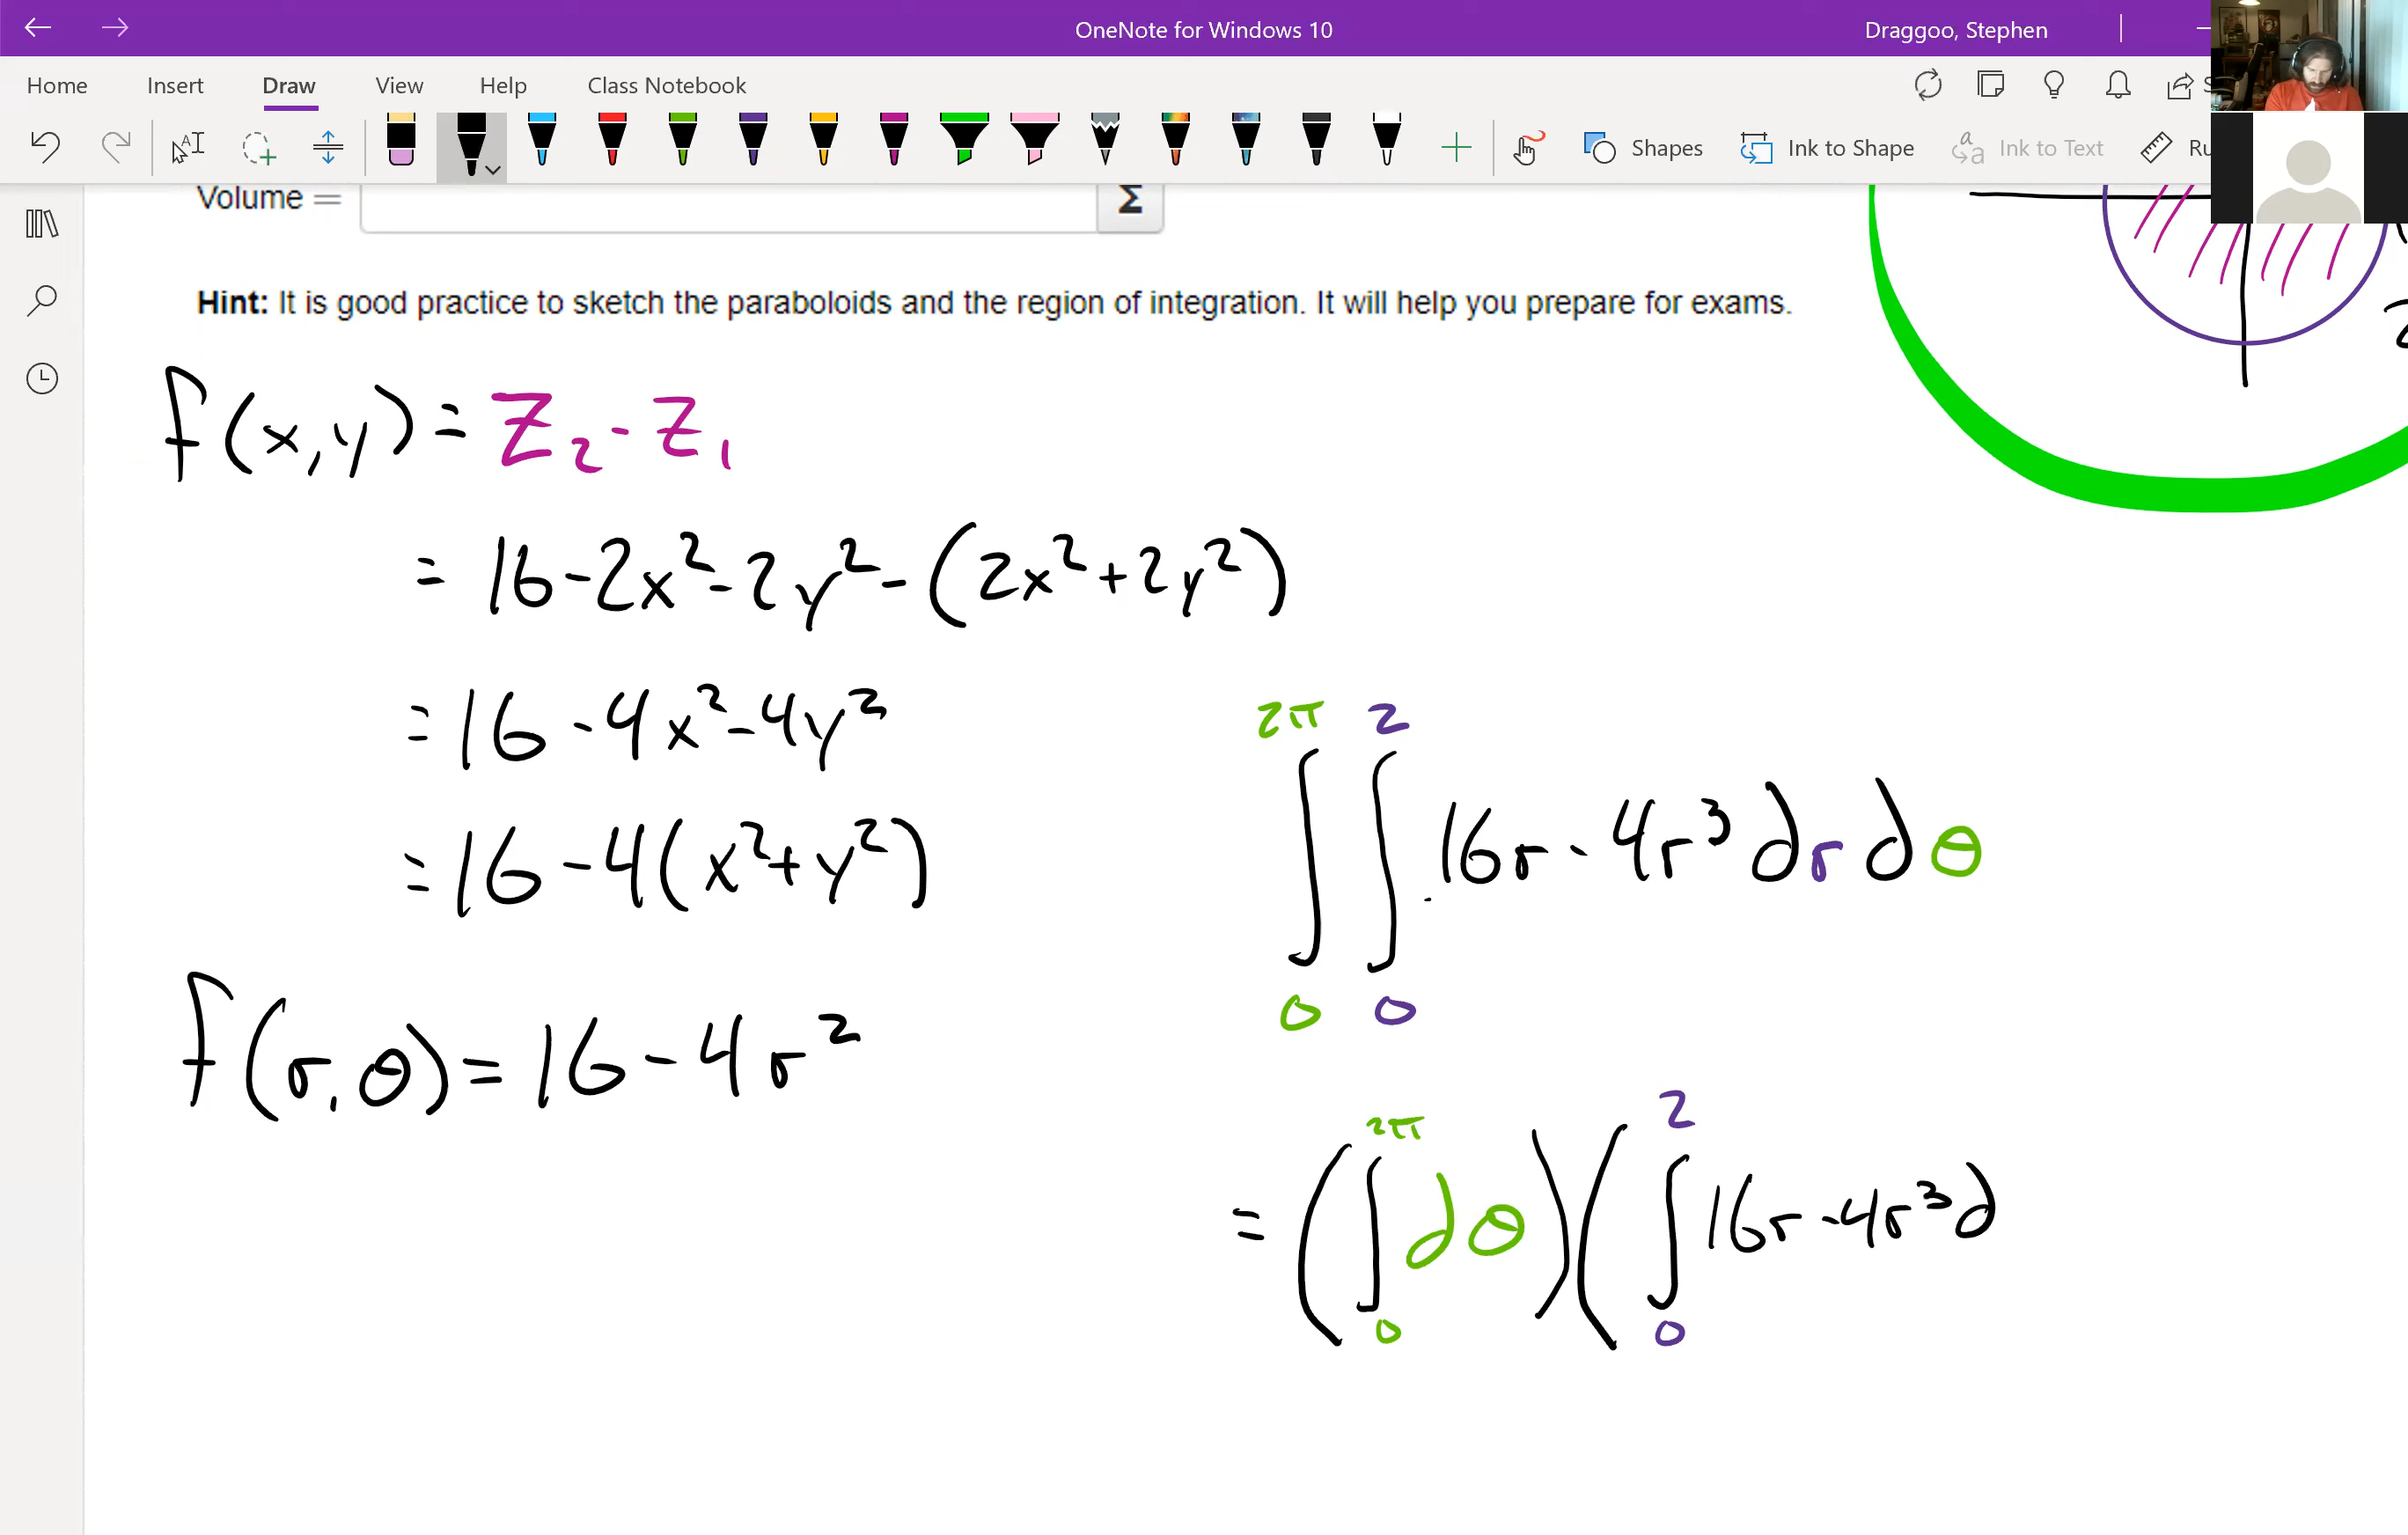 OneNote for Windows 10
Draggoo, Stephen
Home Insert Draw View Help Class Notebook
Shapes Ink to Shape Ink to Text
Volume = Σ
Hint: It is good practice to sketch the paraboloids and the region of integration. It will help you prepare for exams.
f(x,y) = Z₂ - Z₁
= 16 - 2x² - 2y² - (2x² + 2y²)
= 16 - 4x² - 4y²
= 16 - 4(x² + y²)
f(r,θ) = 16 - 4r²
∫₀^2π ∫₀^2 16r - 4r³ dr dθ
= (∫₀^2π dθ)(∫₀^2 16r - 4r³ d